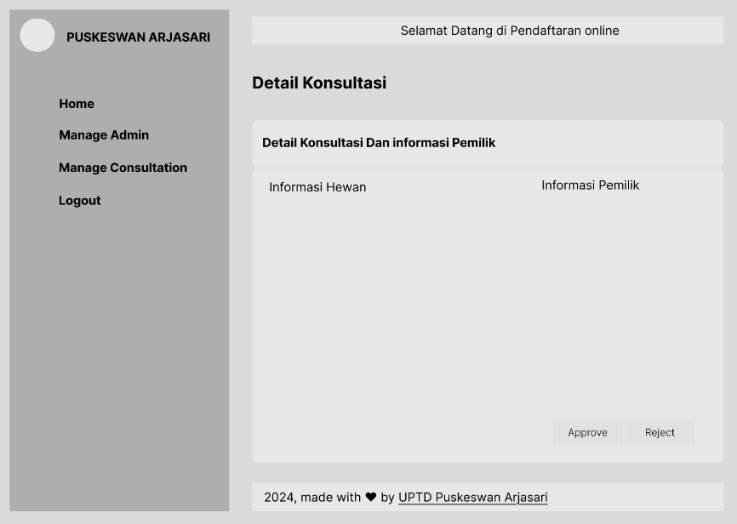 PUSKESWAN ARJASARI
Home
Manage Admin
Manage Consultation
Logout
Selamat Datang di Pendaftaran online
Detail Konsultasi
Detail Konsultasi Dan informasi Pemilik
Informasi Hewan
Informasi Pemilik
Approve
Reject
2024, made with ♥ by UPTD Puskeswan Arjasari